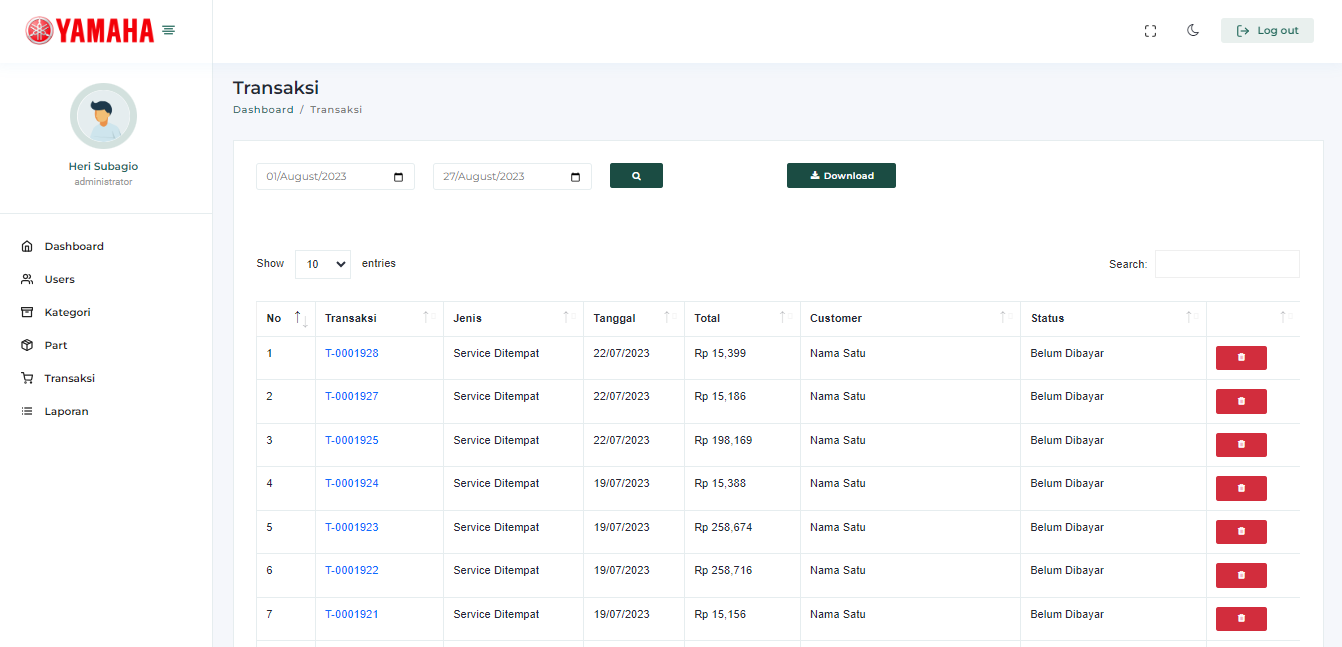 YAMAHA
Log out
Heri Subagio
administrator
Dashboard
Users
Kategori
Part
Transaksi
Laporan
Transaksi
Dashboard / Transaksi
01/August/2023 27/August/2023 Download
Show 10 entries Search:
No Transaksi Jenis Tanggal Total Customer Status
1 T-0001928 Service Ditempat 22/07/2023 Rp 15,399 Nama Satu Belum Dibayar
2 T-0001927 Service Ditempat 22/07/2023 Rp 15,186 Nama Satu Belum Dibayar
3 T-0001925 Service Ditempat 22/07/2023 Rp 198,169 Nama Satu Belum Dibayar
4 T-0001924 Service Ditempat 19/07/2023 Rp 15,388 Nama Satu Belum Dibayar
5 T-0001923 Service Ditempat 19/07/2023 Rp 258,674 Nama Satu Belum Dibayar
6 T-0001922 Service Ditempat 19/07/2023 Rp 258,716 Nama Satu Belum Dibayar
7 T-0001921 Service Ditempat 19/07/2023 Rp 15,156 Nama Satu Belum Dibayar